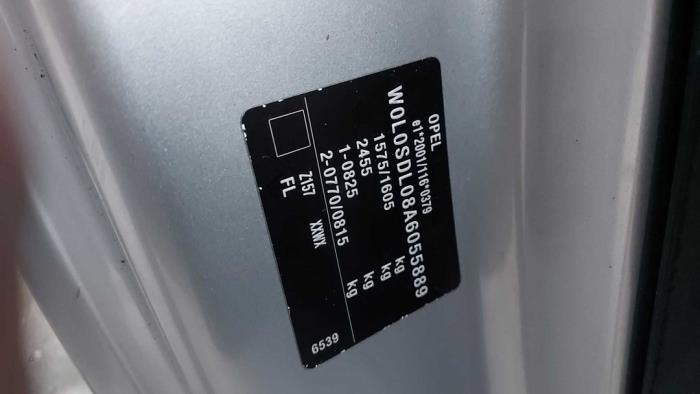 OPEL
e1*2001/116*0379
W0L0SDL08A6055889
1575/1605 kg
2455 kg
1-0825 kg
2-0770/0815 kg
Z157 XXWX
FL
6539